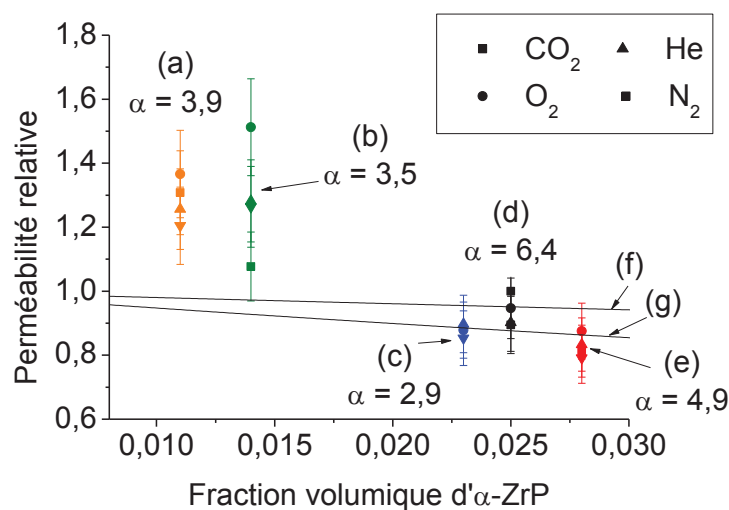 1,8
1,6
1,4
1,2
1,0
0,8
0,6
Perméabilité relative
(a)
α = 3,9
(b)
α = 3,5
CO₂
He
O₂
N₂
(d)
α = 6,4
(f)
(g)
(c)
α = 2,9
(e)
α = 4,9
0,010
0,015
0,020
0,025
0,030
Fraction volumique d'α-ZrP